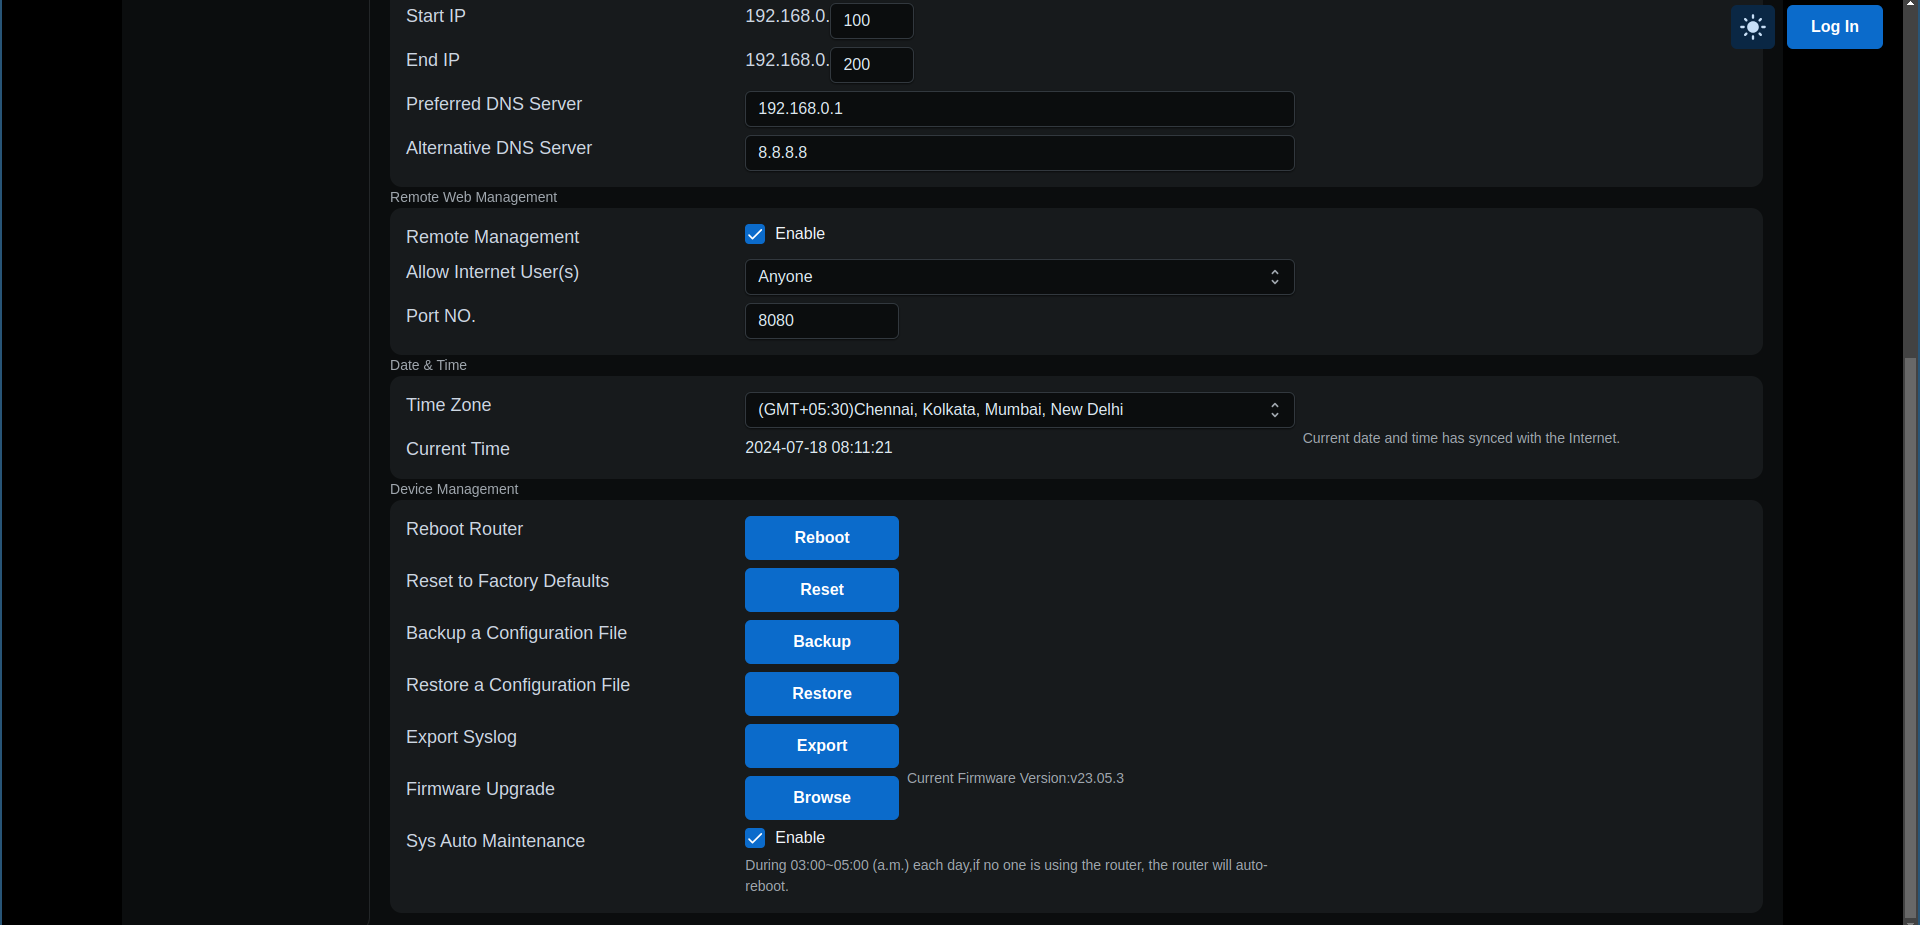 Start IP 192.168.0. 100
Log In
End IP 192.168.0. 200
Preferred DNS Server 192.168.0.1
Alternative DNS Server 8.8.8.8
Remote Web Management
Remote Management Enable
Allow Internet User(s) Anyone
Port NO. 8080
Date & Time
Time Zone (GMT+05:30)Chennai, Kolkata, Mumbai, New Delhi
Current date and time has synced with the Internet.
Current Time 2024-07-18 08:11:21
Device Management
Reboot Router Reboot
Reset to Factory Defaults Reset
Backup a Configuration File Backup
Restore a Configuration File Restore
Export Syslog Export
Current Firmware Version:v23.05.3
Firmware Upgrade Browse
Sys Auto Maintenance Enable
During 03:00~05:00 (a.m.) each day,if no one is using the router, the router will auto-
reboot.